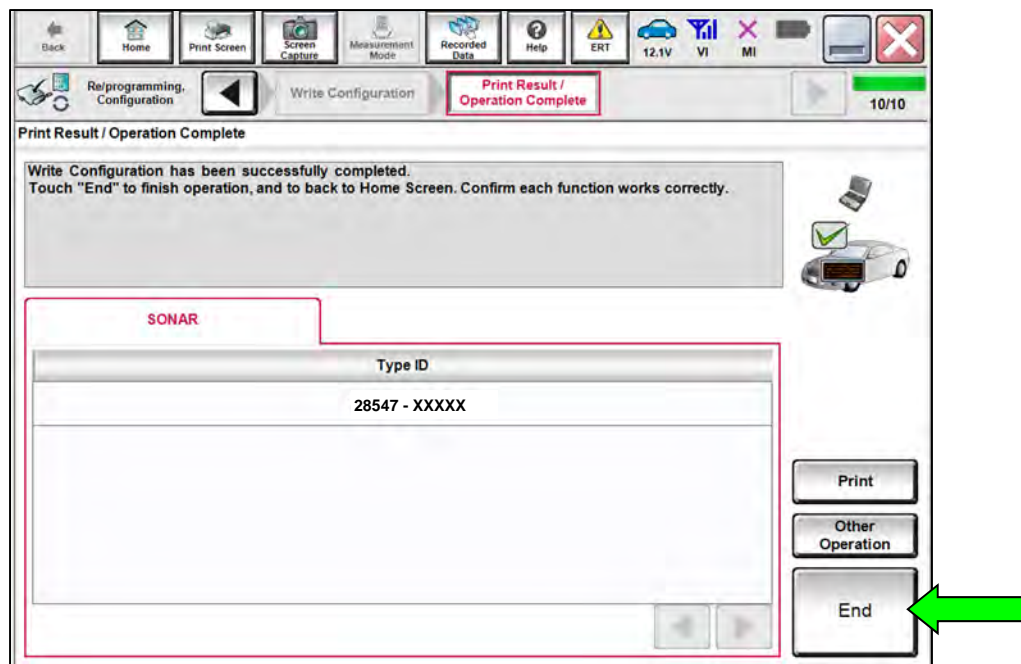 Back
Home
Print Screen
Screen
Capture
Measurement
Mode
Recorded
Data
Help
ERT
12.1V
VI
MI
Re/programming,
Configuration
Write Configuration
Print Result /
Operation Complete
10/10
Print Result / Operation Complete
Write Configuration has been successfully completed.
Touch "End" to finish operation, and to back to Home Screen. Confirm each function works correctly.
SONAR
Type ID
28547 - XXXXX
Print
Other
Operation
End